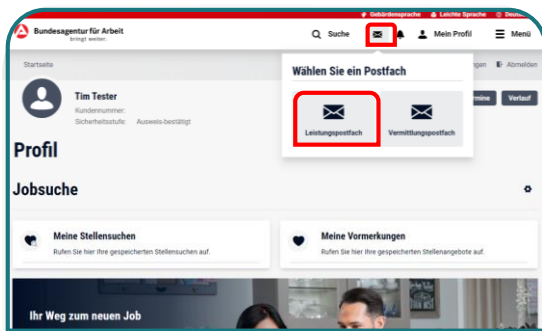 Gebärdensprache Leichte Sprache
Bundesagentur für Arbeit
bringt weiter.
Suche Mein Profil Menü
Startseite Abmelden
Wählen Sie ein Postfach
Leistungspostfach Vermittlungspostfach
Verlauf
Tim Tester
Kundennummer:
Sicherheitsstufe: Ausweis-bestätigt
Profil
Jobsuche
Meine Stellensuchen
Rufen Sie hier Ihre gespeicherten Stellensuchen auf.
Meine Vormerkungen
Rufen Sie hier Ihre gespeicherten Stellenangebote auf.
Ihr Weg zum neuen Job